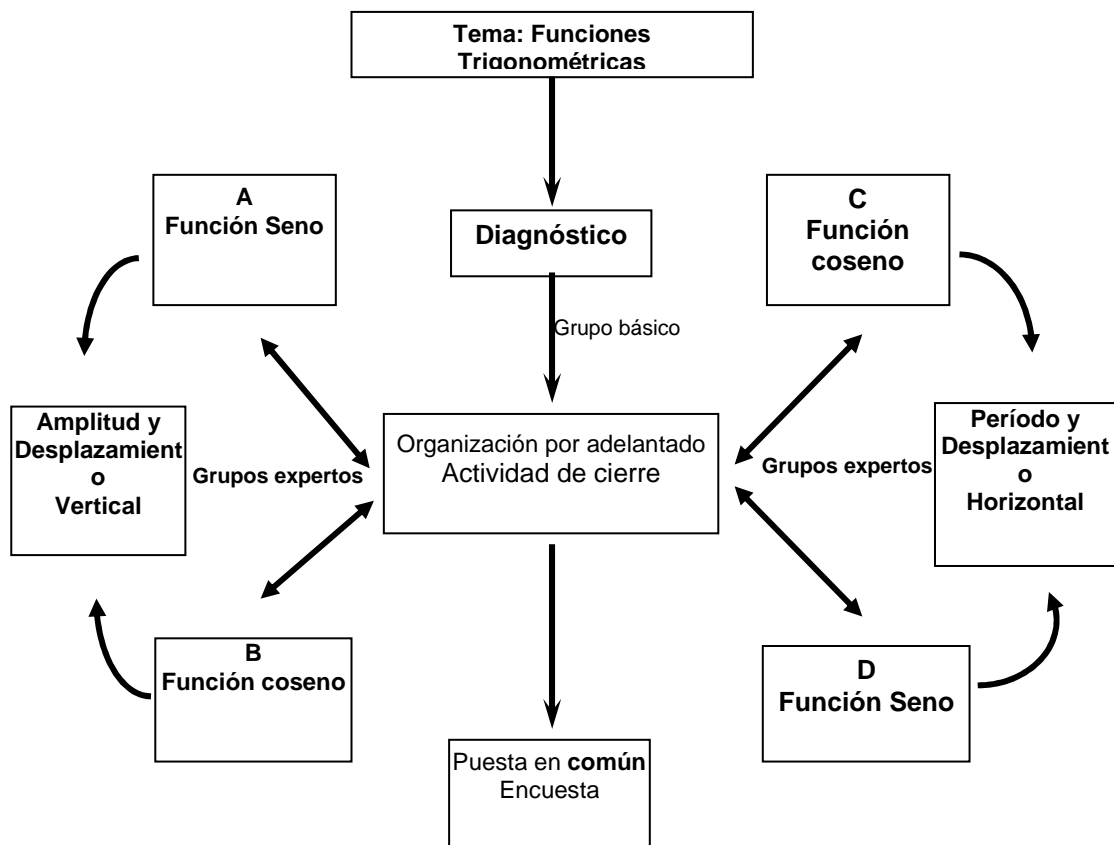 Tema: Funciones
Trigonométricas
A
Función Seno
Diagnóstico
C
Función
coseno
Grupo básico
Amplitud y
Desplazamient
o
Vertical
Grupos expertos
Organización por adelantado
Actividad de cierre
Grupos expertos
Período y
Desplazamient
o
Horizontal
B
Función coseno
D
Función Seno
Puesta en común
Encuesta